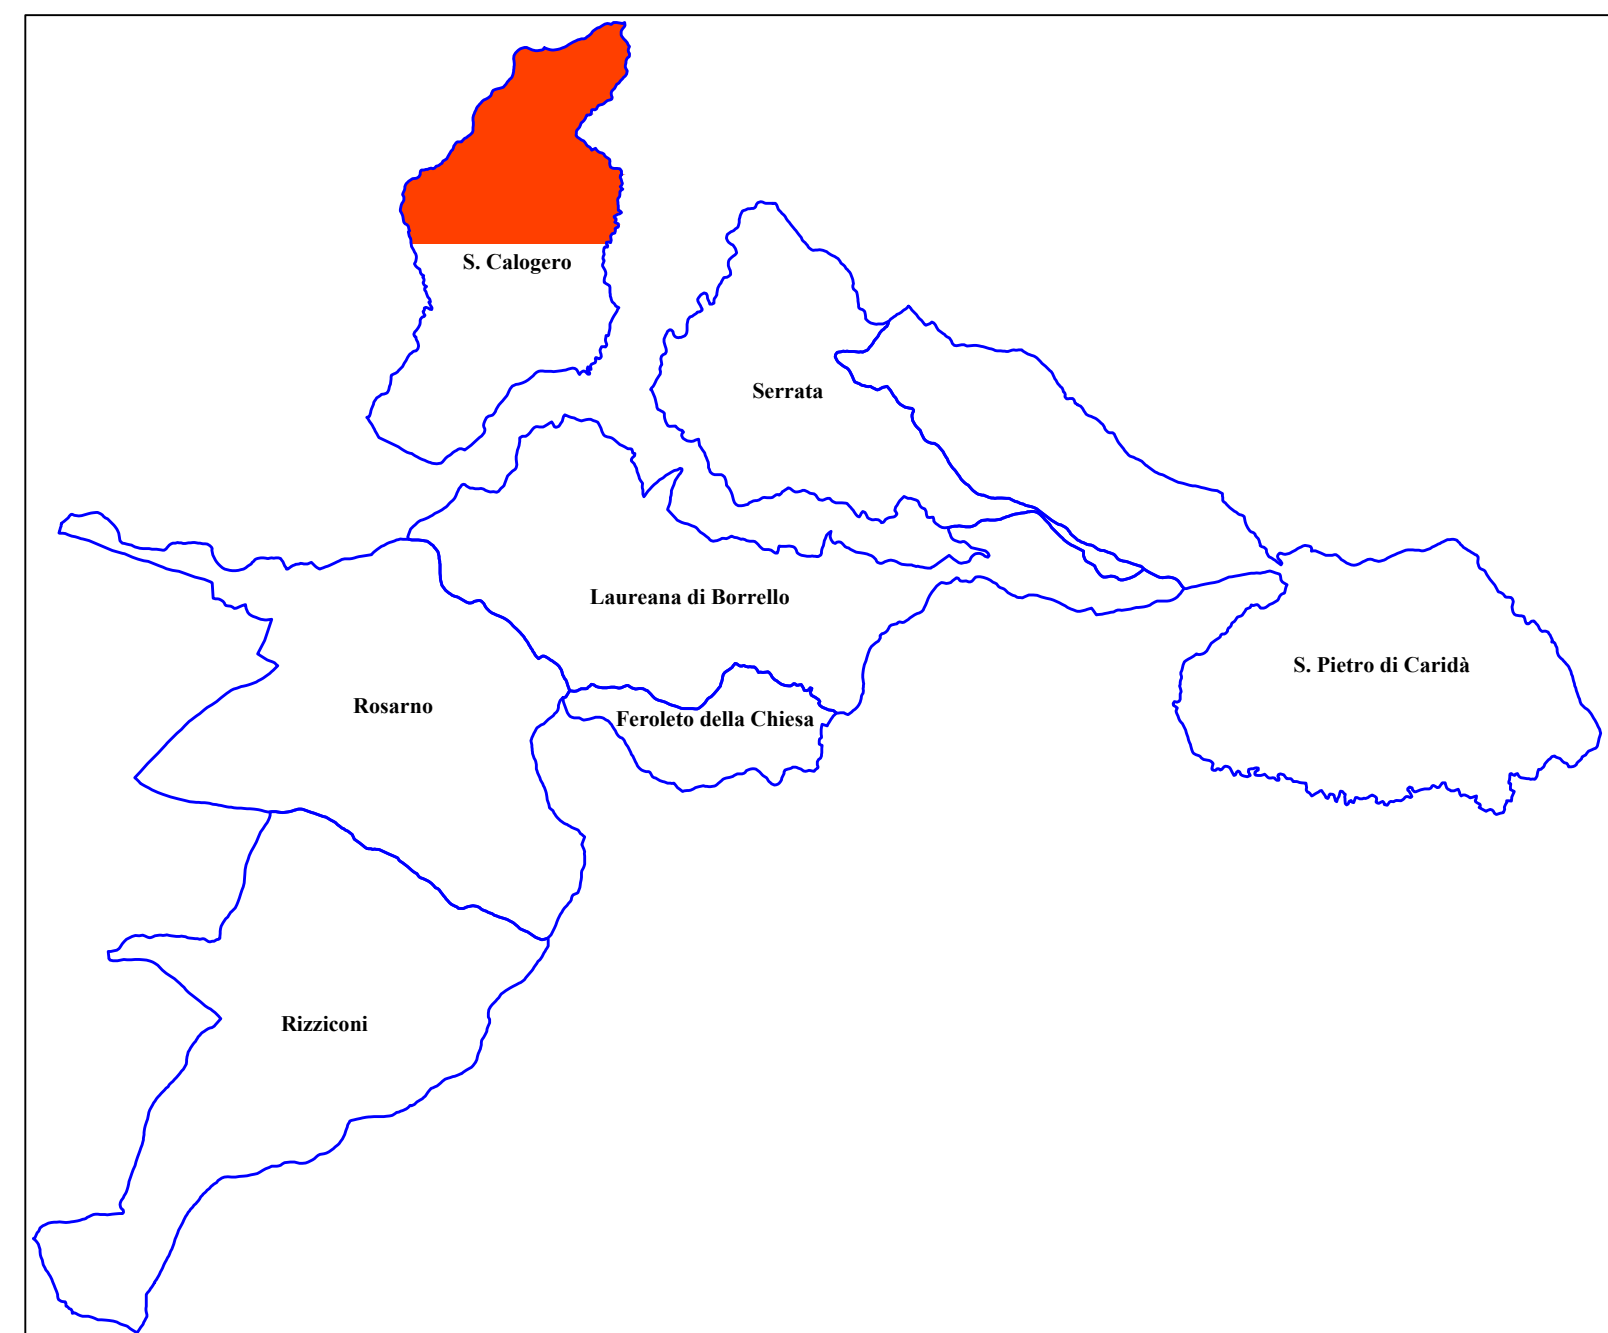 S. Calogero
Serrata
Laureana di Borrello
S. Pietro di Caridà
Rosarno
Feroleto della Chiesa
Rizziconi